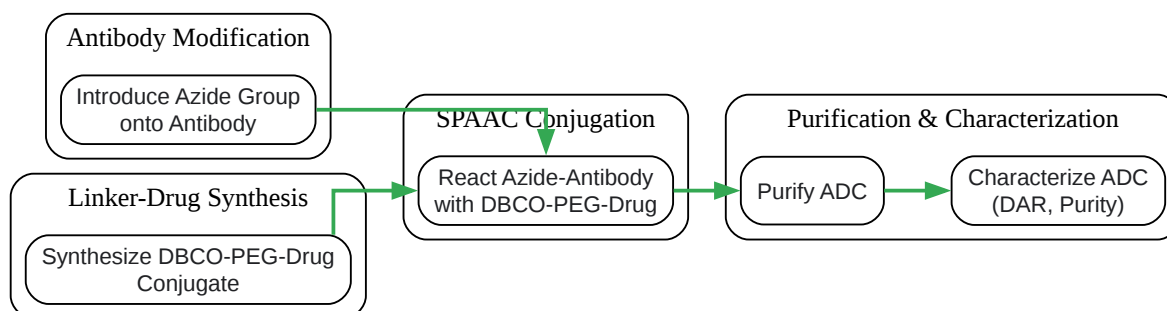 Antibody Modification
Introduce Azide Group
onto Antibody
Linker-Drug Synthesis
Synthesize DBCO-PEG-Drug
Conjugate
SPAAC Conjugation
React Azide-Antibody
with DBCO-PEG-Drug
Purification & Characterization
Purify ADC
Characterize ADC
(DAR, Purity)